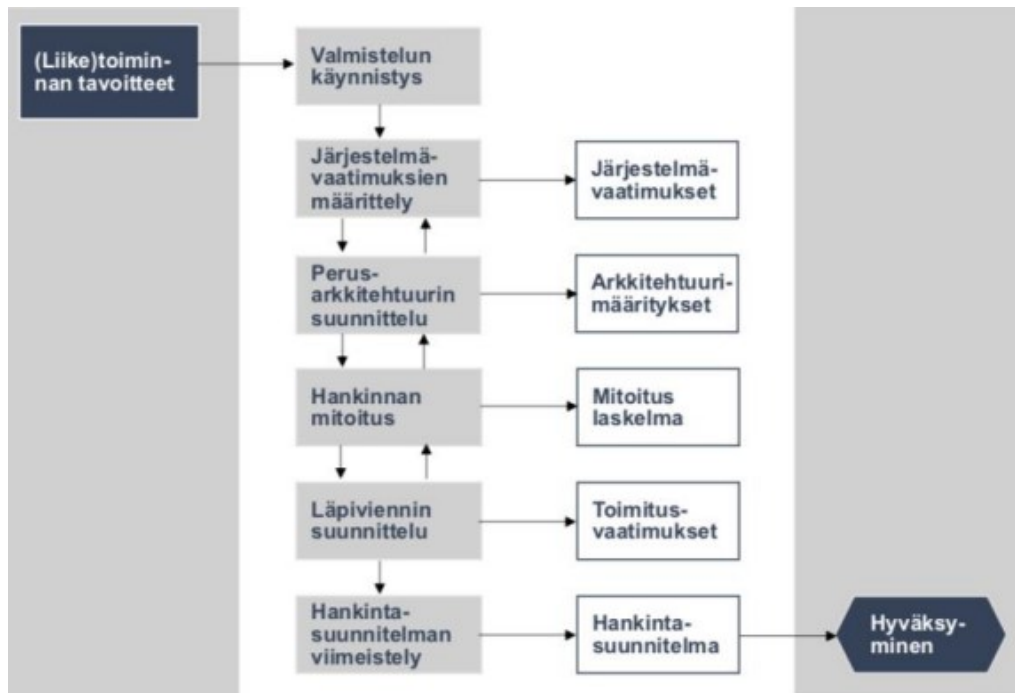 (Liike)toimin-
nan tavoitteet
Valmistelun
käynnistys
Järjestelmä-
vaatimuksien
määrittely
Järjestelmä-
vaatimukset
Perus-
arkkitehtuurin
suunnittelu
Arkkitehtuuri-
määritykset
Hankinnan
mitoitus
Mitoitus
laskelma
Läpiviennin
suunnittelu
Toimitus-
vaatimukset
Hankinta-
suunnitelman
viimeistely
Hankinta-
suunnitelma
Hyväksy-
minen